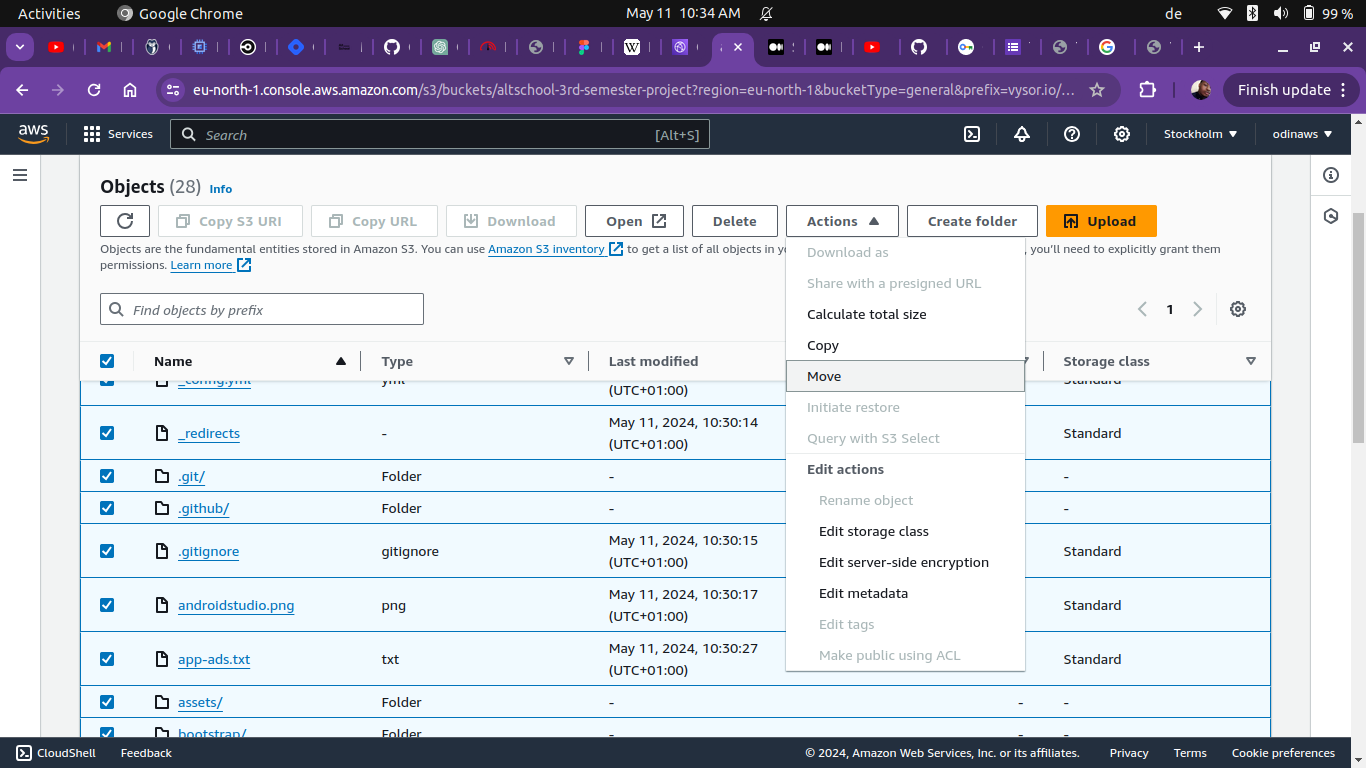 Activities
Google Chrome
May 11 10:34 AM
de
99 %
eu-north-1.console.aws.amazon.com/s3/buckets/altschool-3rd-semester-project?region=eu-north-1&bucketType=general&prefix=vysor.io/...
Finish update
aws
Services
Search
[Alt+S]
Stockholm
odinaws
Objects (28)
Info
Copy S3 URI
Copy URL
Download
Open
Delete
Actions
Create folder
Upload
Objects are the fundamental entities stored in Amazon S3. You can use Amazon S3 inventory to get a list of all objects in yo , you'll need to explicitly grant them
permissions. Learn more
Find objects by prefix
1
Download as
Share with a presigned URL
Calculate total size
Copy
Move
Initiate restore
Query with S3 Select
Edit actions
Rename object
Edit storage class
Edit server-side encryption
Edit metadata
Edit tags
Make public using ACL
Name
Type
Last modified
Storage class
_config.yml
yml
(UTC+01:00)
Standard
_redirects
-
May 11, 2024, 10:30:14
(UTC+01:00)
Standard
.git/
Folder
-
-
.github/
Folder
-
-
.gitignore
gitignore
May 11, 2024, 10:30:15
(UTC+01:00)
Standard
androidstudio.png
png
May 11, 2024, 10:30:17
(UTC+01:00)
Standard
app-ads.txt
txt
May 11, 2024, 10:30:27
(UTC+01:00)
Standard
assets/
Folder
-
-
-
bootstrap/
Folder
-
-
-
CloudShell
Feedback
© 2024, Amazon Web Services, Inc. or its affiliates.
Privacy
Terms
Cookie preferences